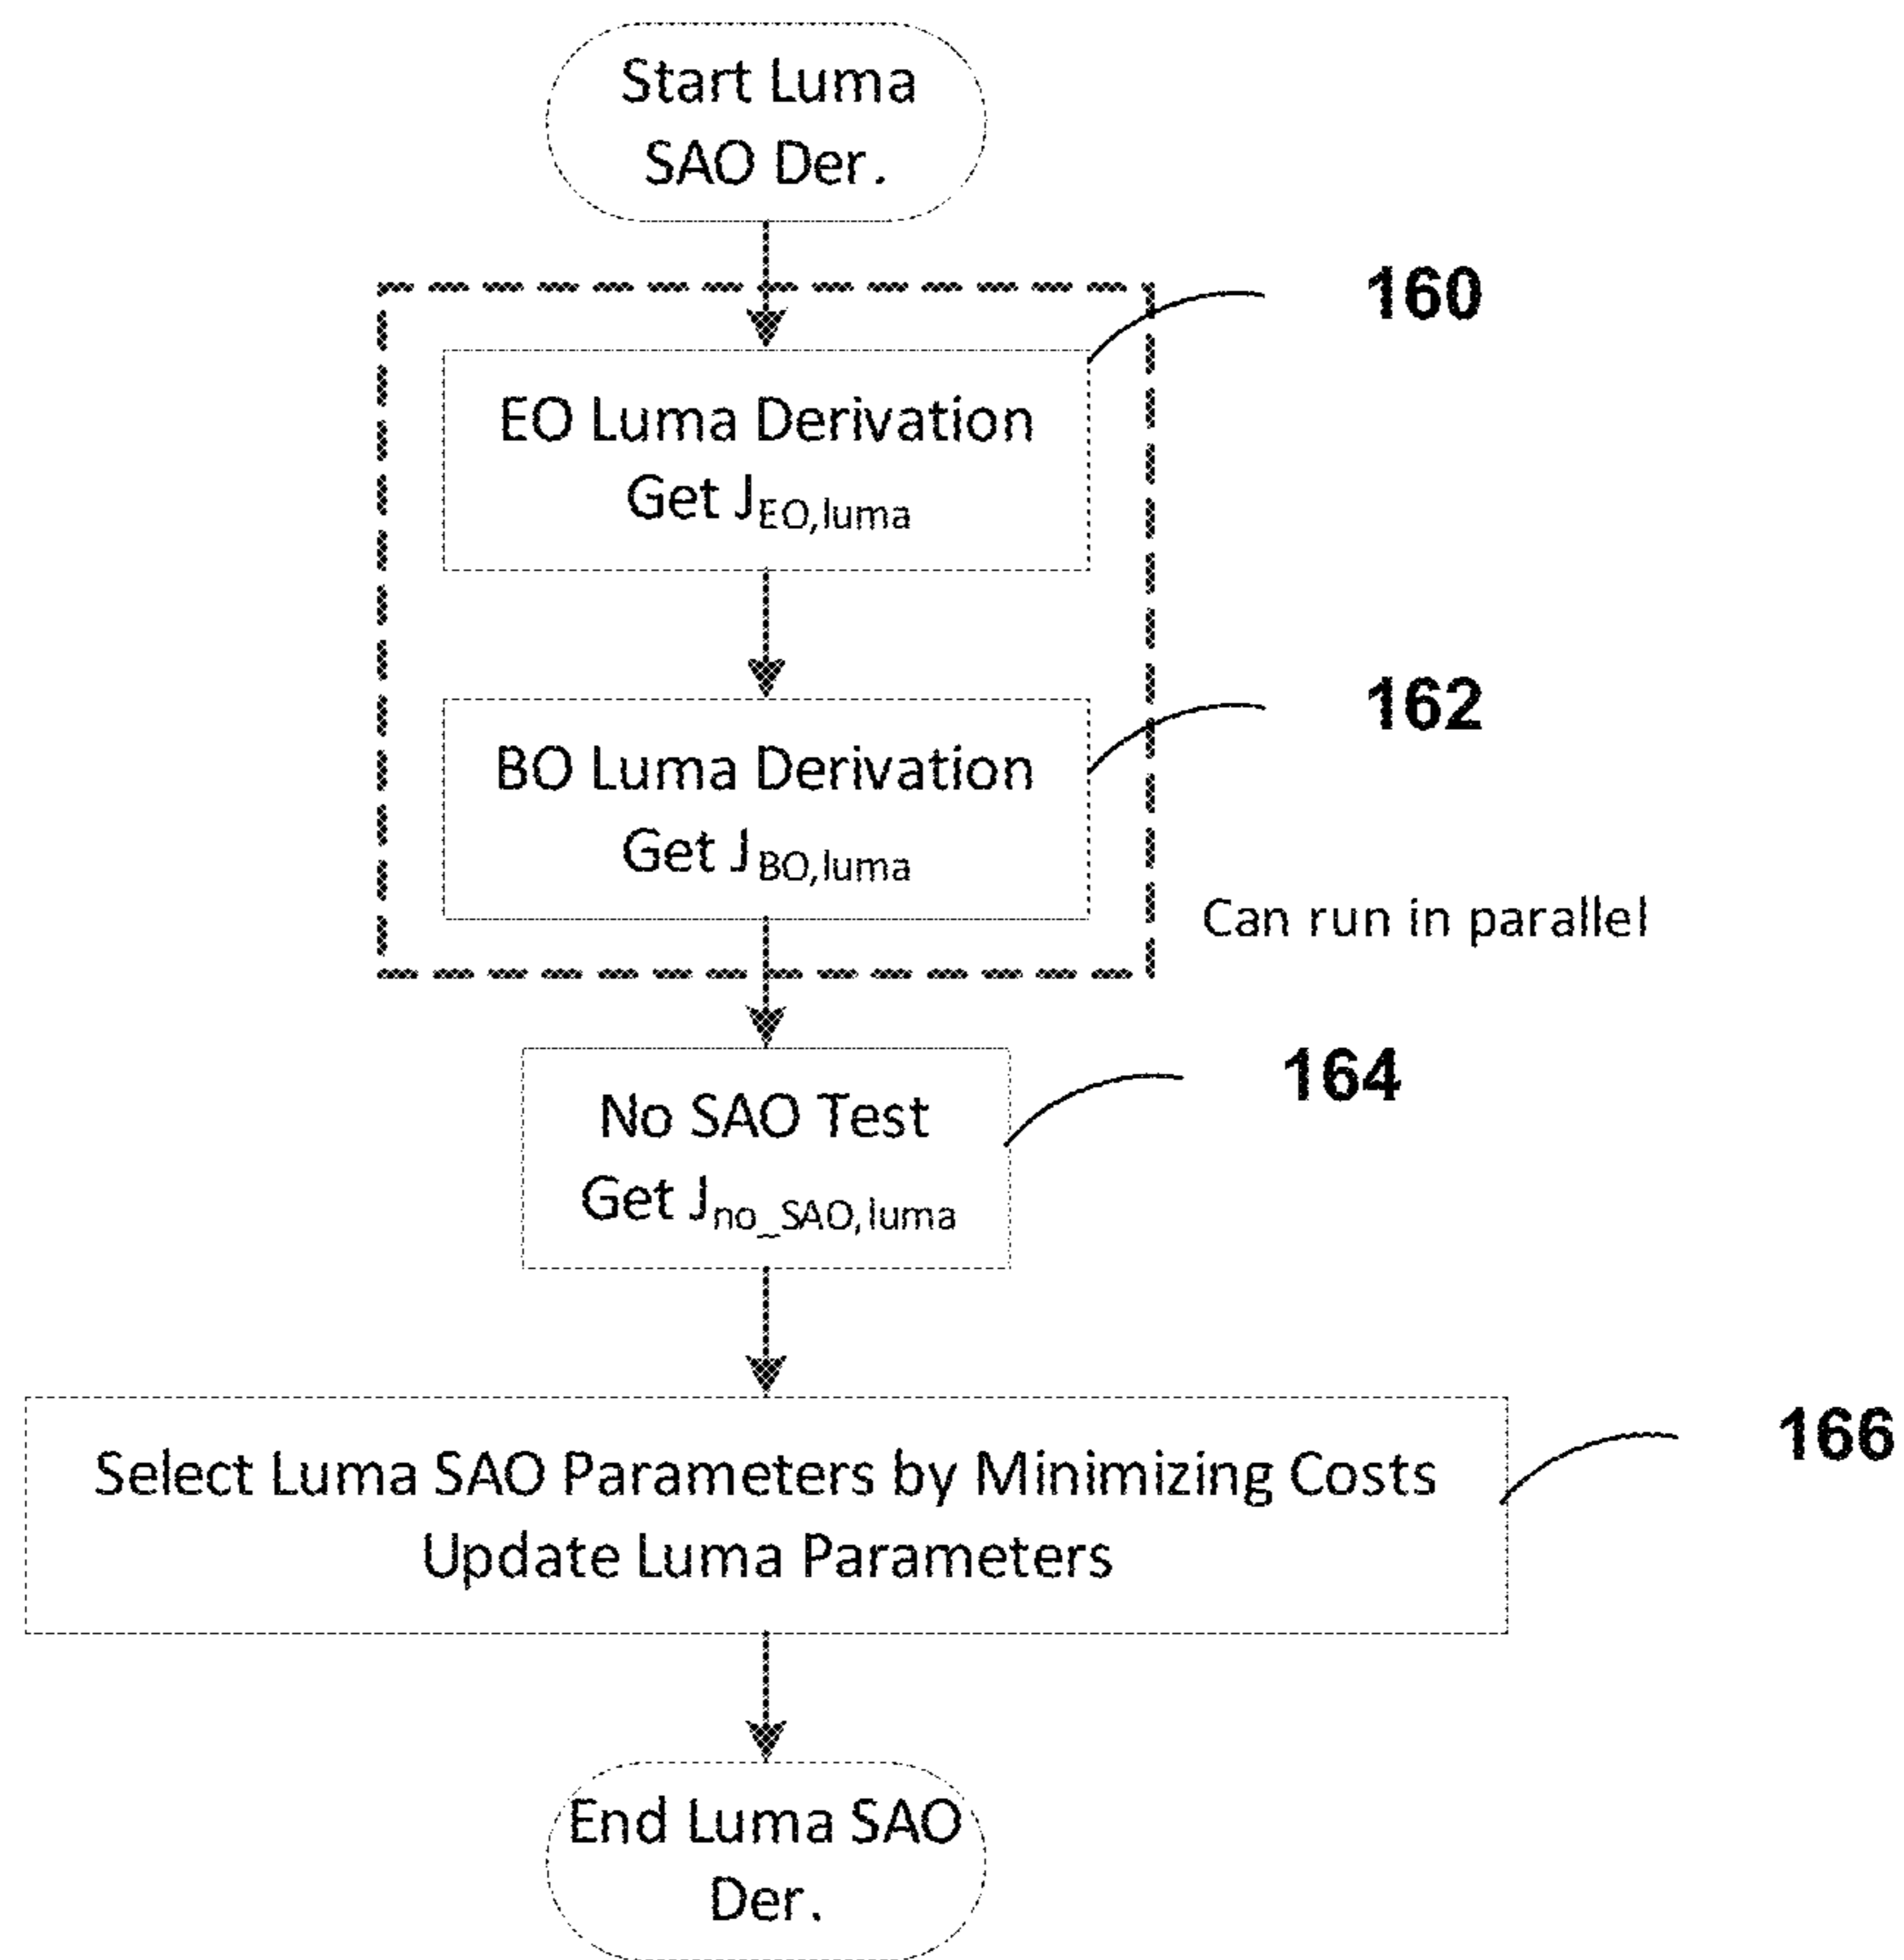 Start Luma
SAO Der.
160
EO Luma Derivation
Get J_EO,luma
162
BO Luma Derivation
Get J_BO,luma
Can run in parallel
164
No SAO Test
Get J_no_SAO,luma
166
Select Luma SAO Parameters by Minimizing Costs
Update Luma Parameters
End Luma SAO
Der.